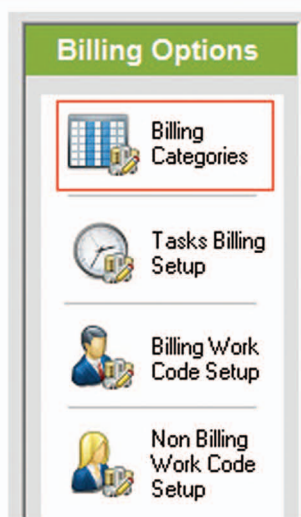 Billing Options
Billing
Categories
Tasks Billing
Setup
Billing Work
Code Setup
Non Billing
Work Code
Setup